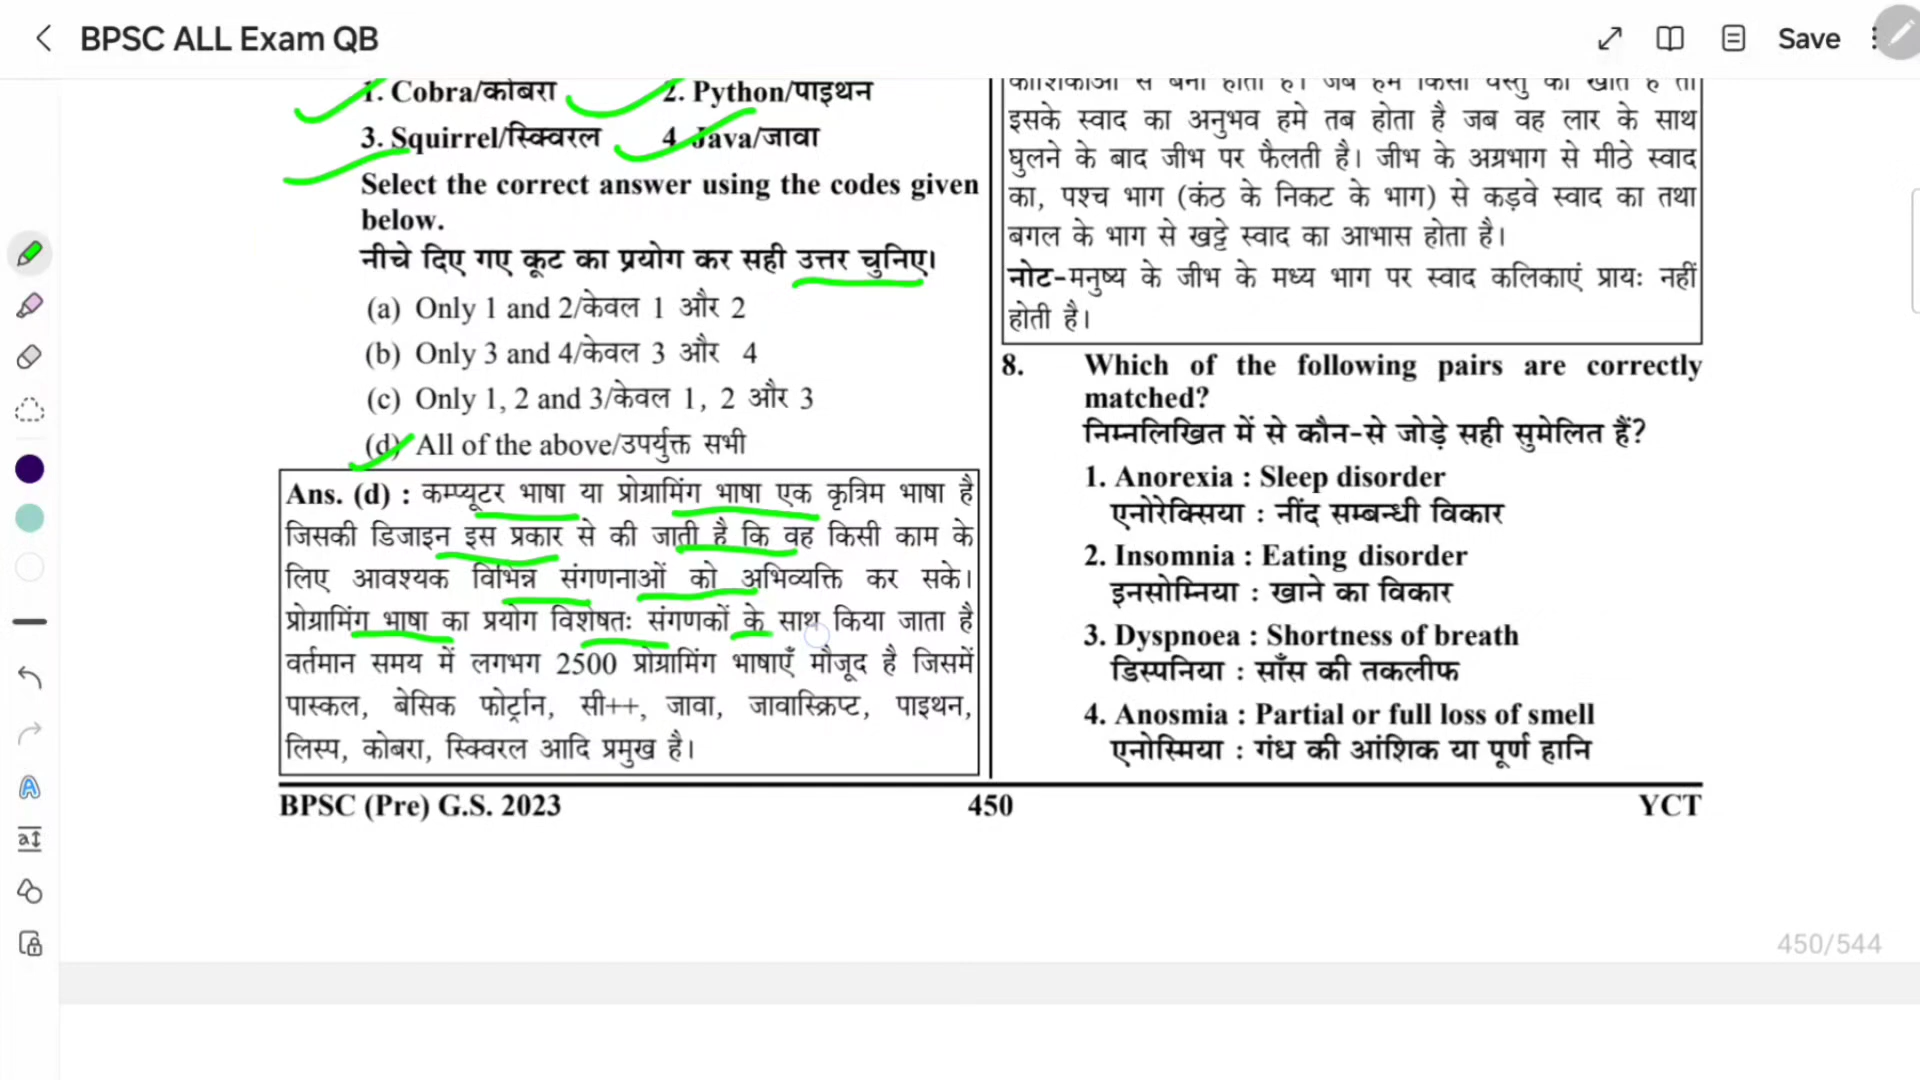 BPSC ALL Exam QB
Save
1. Cobra/कोबरा 2. Python/पाइथन
3. Squirrel/स्क्विरल 4. Java/जावा
Select the correct answer using the codes given
below.
नीचे दिए गए कूट का प्रयोग कर सही उत्तर चुनिए।
(a) Only 1 and 2/केवल 1 और 2
(b) Only 3 and 4/केवल 3 और 4
(c) Only 1, 2 and 3/केवल 1, 2 और 3
(d) All of the above/उपर्युक्त सभी
Ans. (d) : कम्प्यूटर भाषा या प्रोग्रामिंग भाषा एक कृत्रिम भाषा है
जिसकी डिजाइन इस प्रकार से की जाती है कि वह किसी काम के
लिए आवश्यक विभिन्न संगणनाओं को अभिव्यक्ति कर सके।
प्रोग्रामिंग भाषा का प्रयोग विशेषतः संगणकों के साथ किया जाता है
वर्तमान समय में लगभग 2500 प्रोग्रामिंग भाषाएँ मौजूद है जिसमें
पास्कल, बेसिक फोर्ट्रान, सी++, जावा, जावास्क्रिप्ट, पाइथन,
लिस्प, कोबरा, स्क्विरल आदि प्रमुख है।
कोशिकाओं से बना होता है। जब हम किसी वस्तु को खाते है तो
इसके स्वाद का अनुभव हमे तब होता है जब वह लार के साथ
घुलने के बाद जीभ पर फैलती है। जीभ के अग्रभाग से मीठे स्वाद
का, पश्च भाग (कंठ के निकट के भाग) से कड़वे स्वाद का तथा
बगल के भाग से खट्टे स्वाद का आभास होता है।
नोट-मनुष्य के जीभ के मध्य भाग पर स्वाद कलिकाएं प्रायः नहीं
होती है।
8. Which of the following pairs are correctly
matched?
निम्नलिखित में से कौन-से जोड़े सही सुमेलित हैं?
1. Anorexia : Sleep disorder
एनोरेक्सिया : नींद सम्बन्धी विकार
2. Insomnia : Eating disorder
इनसोम्निया : खाने का विकार
3. Dyspnoea : Shortness of breath
डिस्पनिया : साँस की तकलीफ
4. Anosmia : Partial or full loss of smell
एनोस्मिया : गंध की आंशिक या पूर्ण हानि
BPSC (Pre) G.S. 2023 450 YCT
450/544